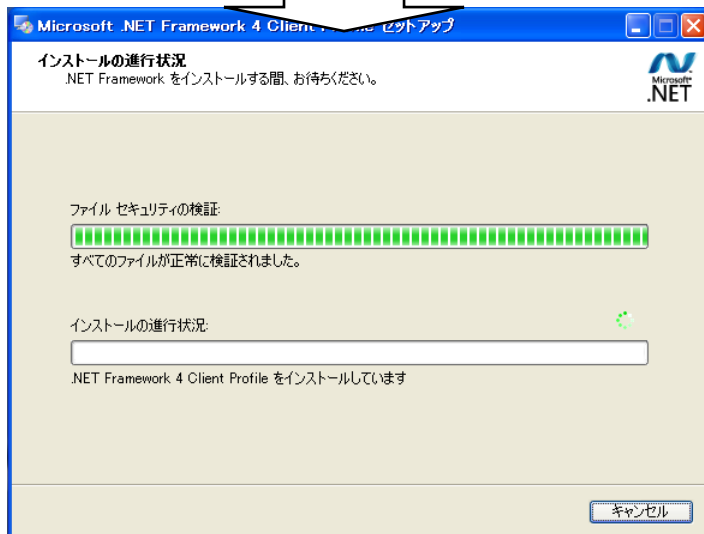 Microsoft .NET Framework 4 Client セットアップ
インストールの進行状況
.NET Framework をインストールする間、お待ちください。
Microsoft®
.NET
ファイル セキュリティの検証:
すべてのファイルが正常に検証されました。
インストールの進行状況:
.NET Framework 4 Client Profile をインストールしています
キャンセル